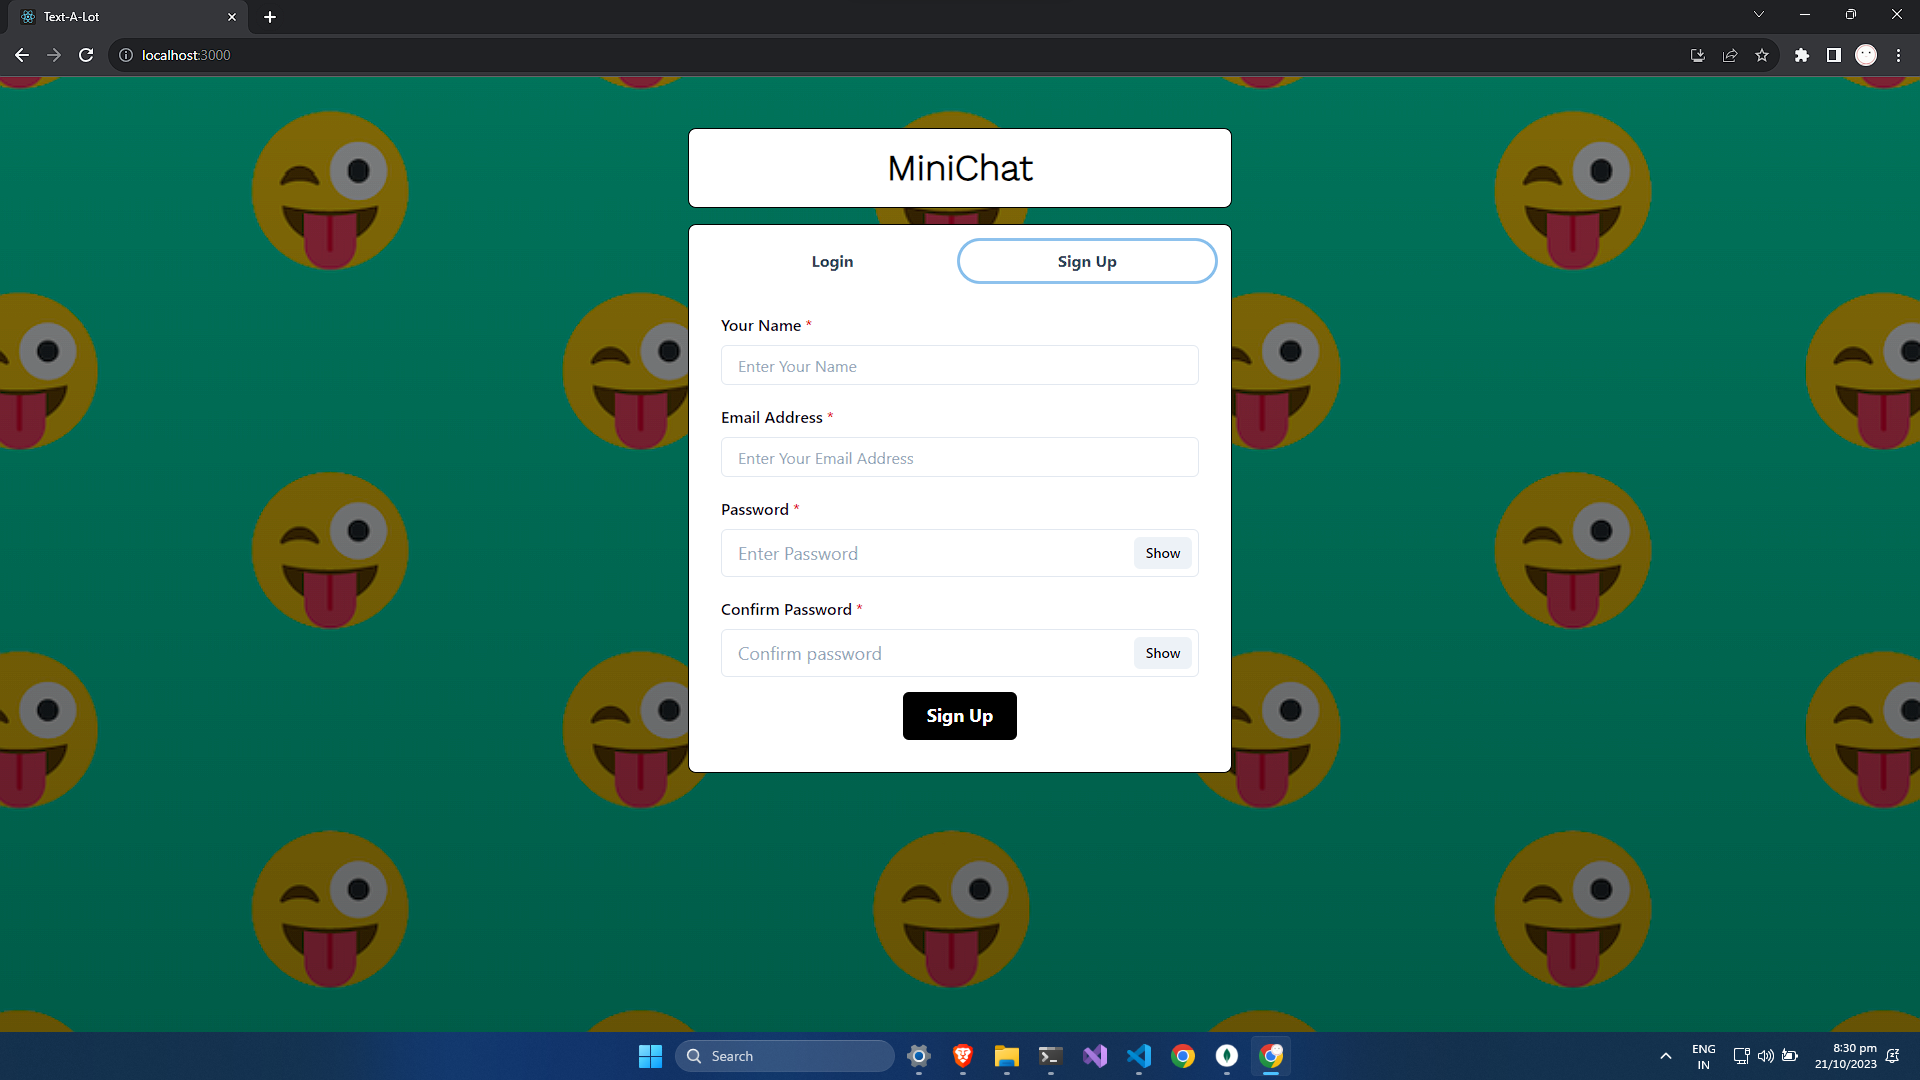 Text-A-Lot
localhost:3000
MiniChat
Login
Sign Up
Your Name *
Enter Your Name
Email Address *
Enter Your Email Address
Password *
Enter Password
Show
Confirm Password *
Confirm password
Show
Sign Up
Search
ENG
IN
8:30 pm
21/10/2023